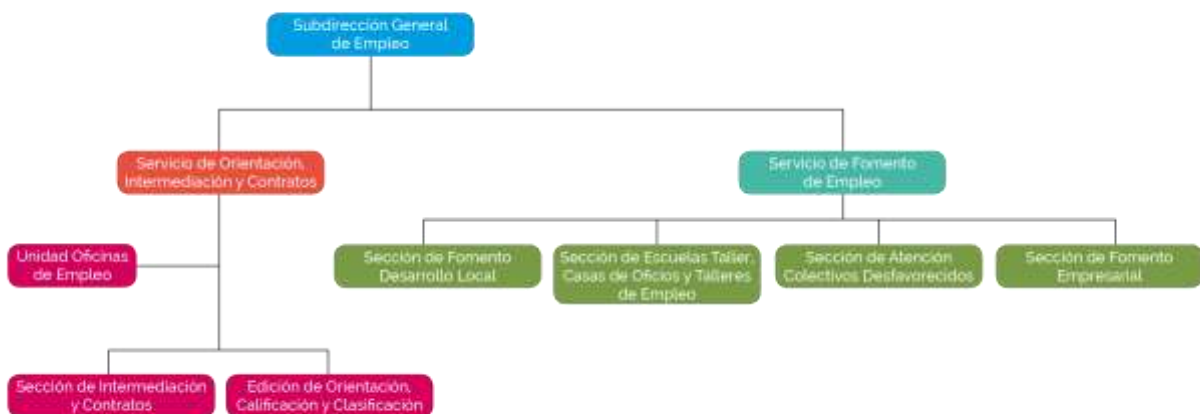 Subdirección General
de Empleo
Servicio de Orientación,
Intermediación y Contratos
Servicio de Fomento
de Empleo
Unidad Oficinas
de Empleo
Sección de Fomento
Desarrollo Local
Sección de Escuelas Taller,
Casas de Oficios y Talleres
de Empleo
Sección de Atención
Colectivos Desfavorecidos
Sección de Fomento
Empresarial
Sección de Intermediación
y Contratos
Edición de Orientación,
Calificación y Clasificación